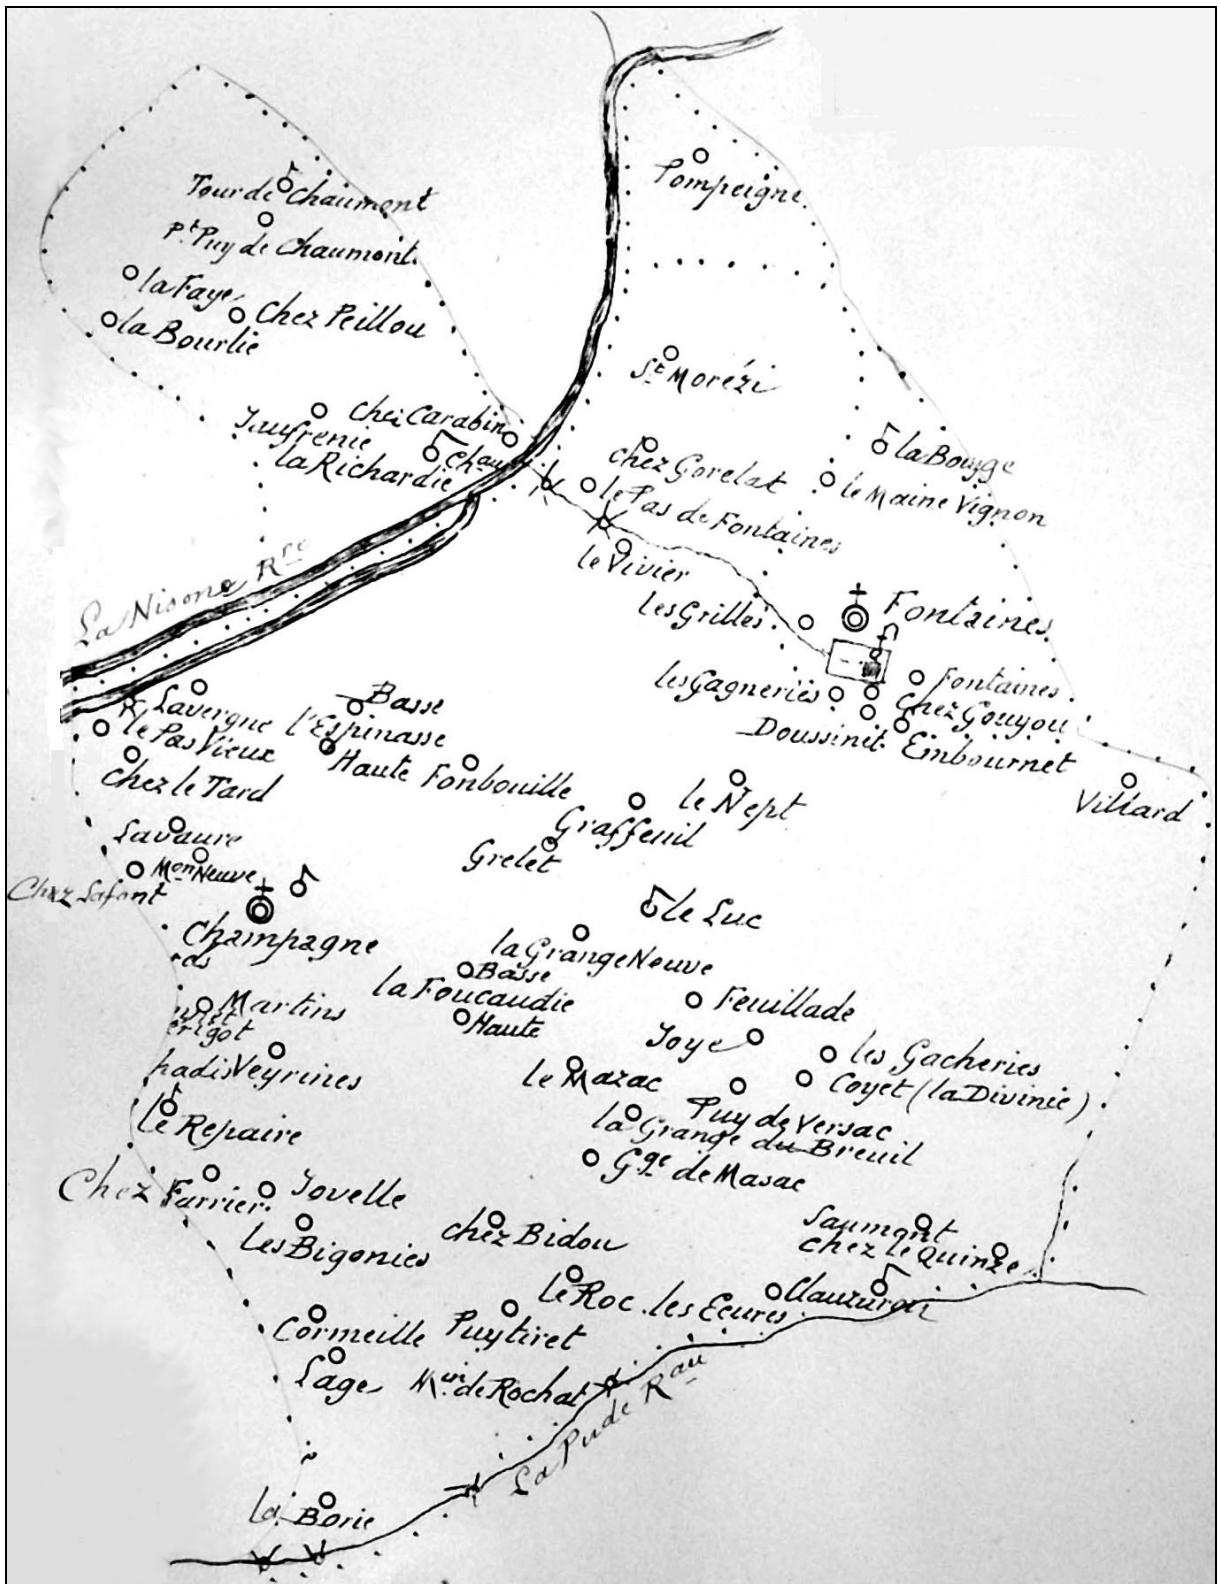 Tour de Chaumont
Pompeigne
Pt Puy de Chaumont
la Faye
Chez Peillou
la Bourlie
St Morézi
Chez Carabin
Jaufrenie
Chau
la Richardie
chez Gorelat
la Bouyge
le Maine Vignon
le Pas de Fontaines
le Vivier
La Nisone Rre
les Grilles
Fontaines
les Gagneries
Fontaines
Chez Gouyou
Doussinit
Embournet
Lavergne
Basse
l'Espinasse
le Pas Vieux
Haute
Fonbouille
Chez le Tard
le Nept
Villard
Graffeuil
Lavaure
Grelet
Mon Neuve
Chez Lafont
le Luc
Champagne
la Grange Neuve
Basse
la Foucaudie
Feuillade
Haute
Martins
Joye
les Gacheries
Veyrines
le Mazac
Coyet (la Divinie)
Puy de Versac
le Repaire
la Grange du Breuil
Gge de Masac
Chez Farrier
Jovelle
Les Bigonies
chez Bidou
Saumont
chez le Quinze
le Roc
les Ecures
Clauzurou
Cormeille
Puytiret
Lage
Min de Rochat
La Pude Rau
la Borie